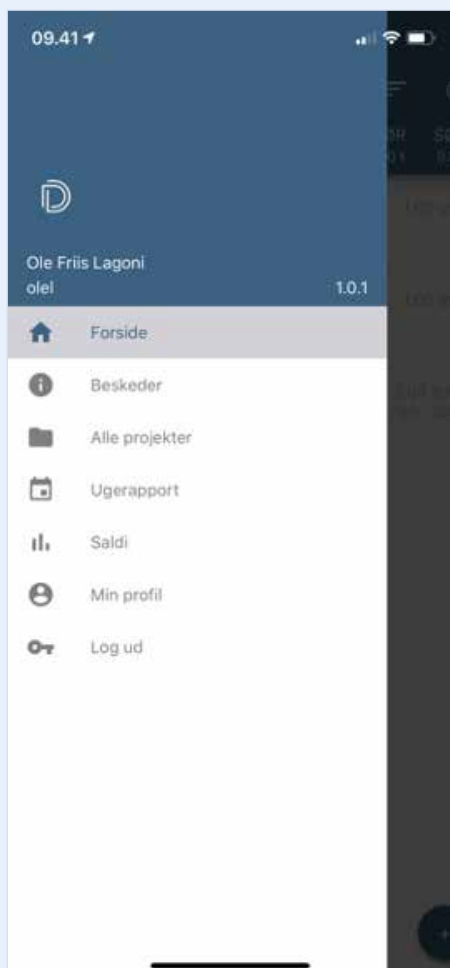 09.41
Ole Friis Lagoni
olel 1.0.1
Forside
Beskeder
Alle projekter
Ugerapport
Saldi
Min profil
Log ud